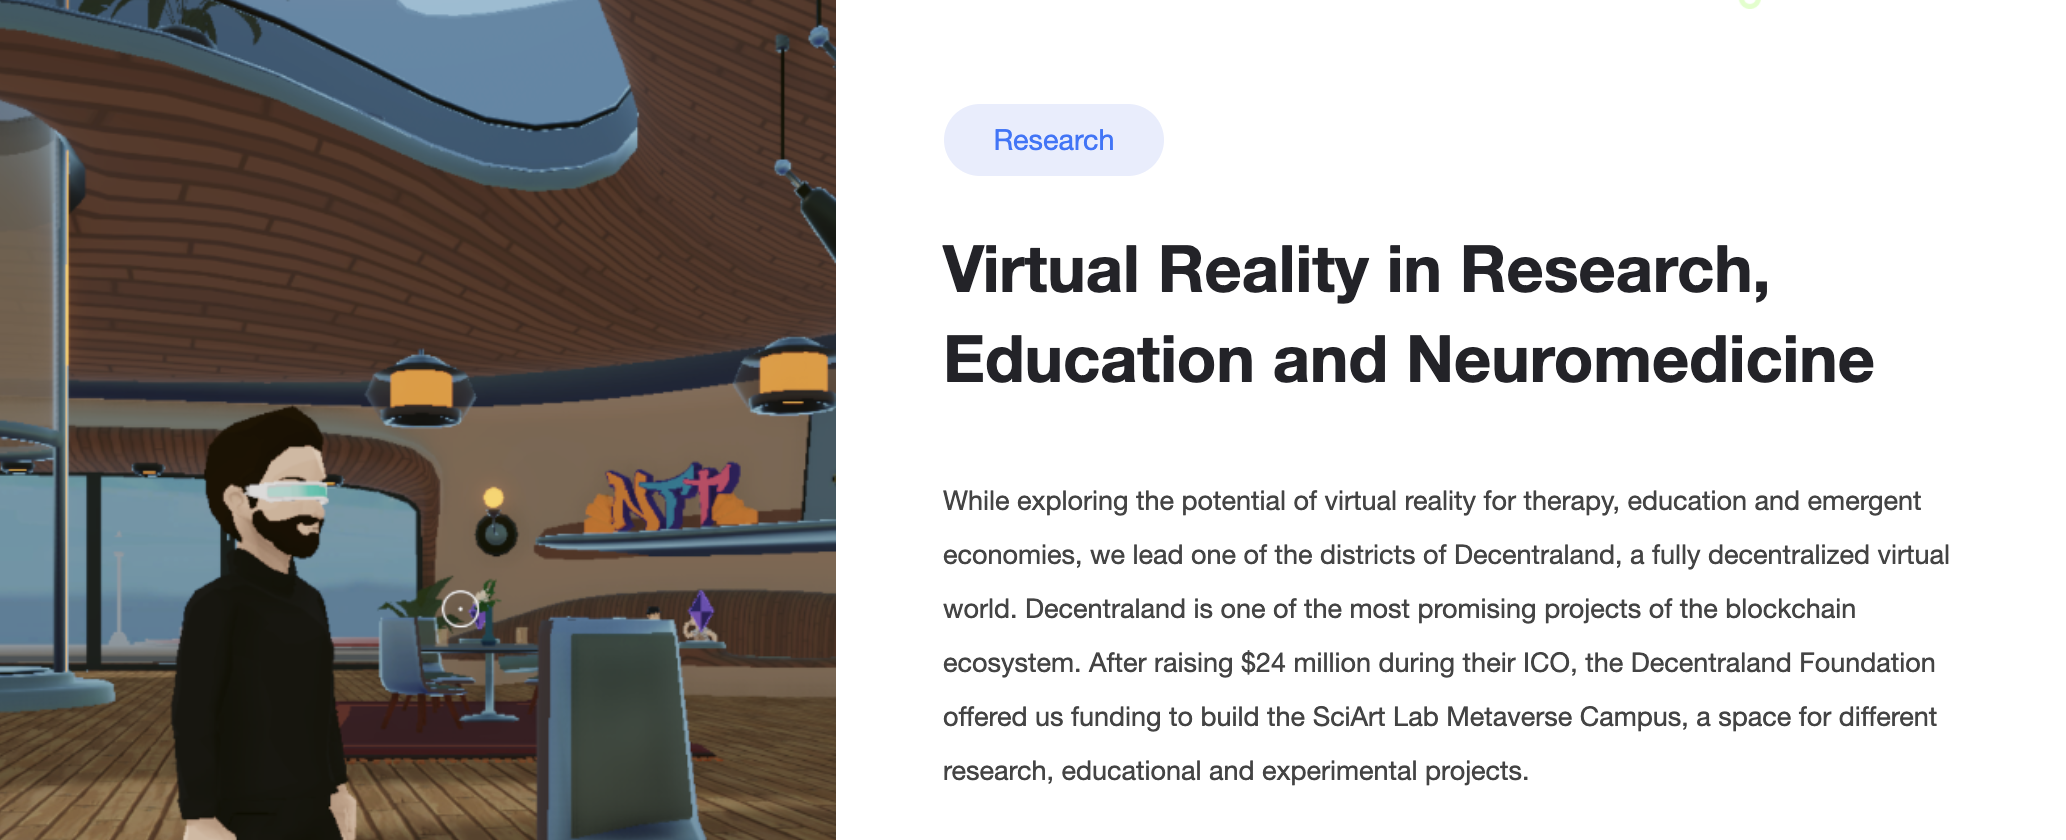 NTT
Research
Virtual Reality in Research,
Education and Neuromedicine
While exploring the potential of virtual reality for therapy, education and emergent
economies, we lead one of the districts of Decentraland, a fully decentralized virtual
world. Decentraland is one of the most promising projects of the blockchain
ecosystem. After raising $24 million during their ICO, the Decentraland Foundation
offered us funding to build the SciArt Lab Metaverse Campus, a space for different
research, educational and experimental projects.